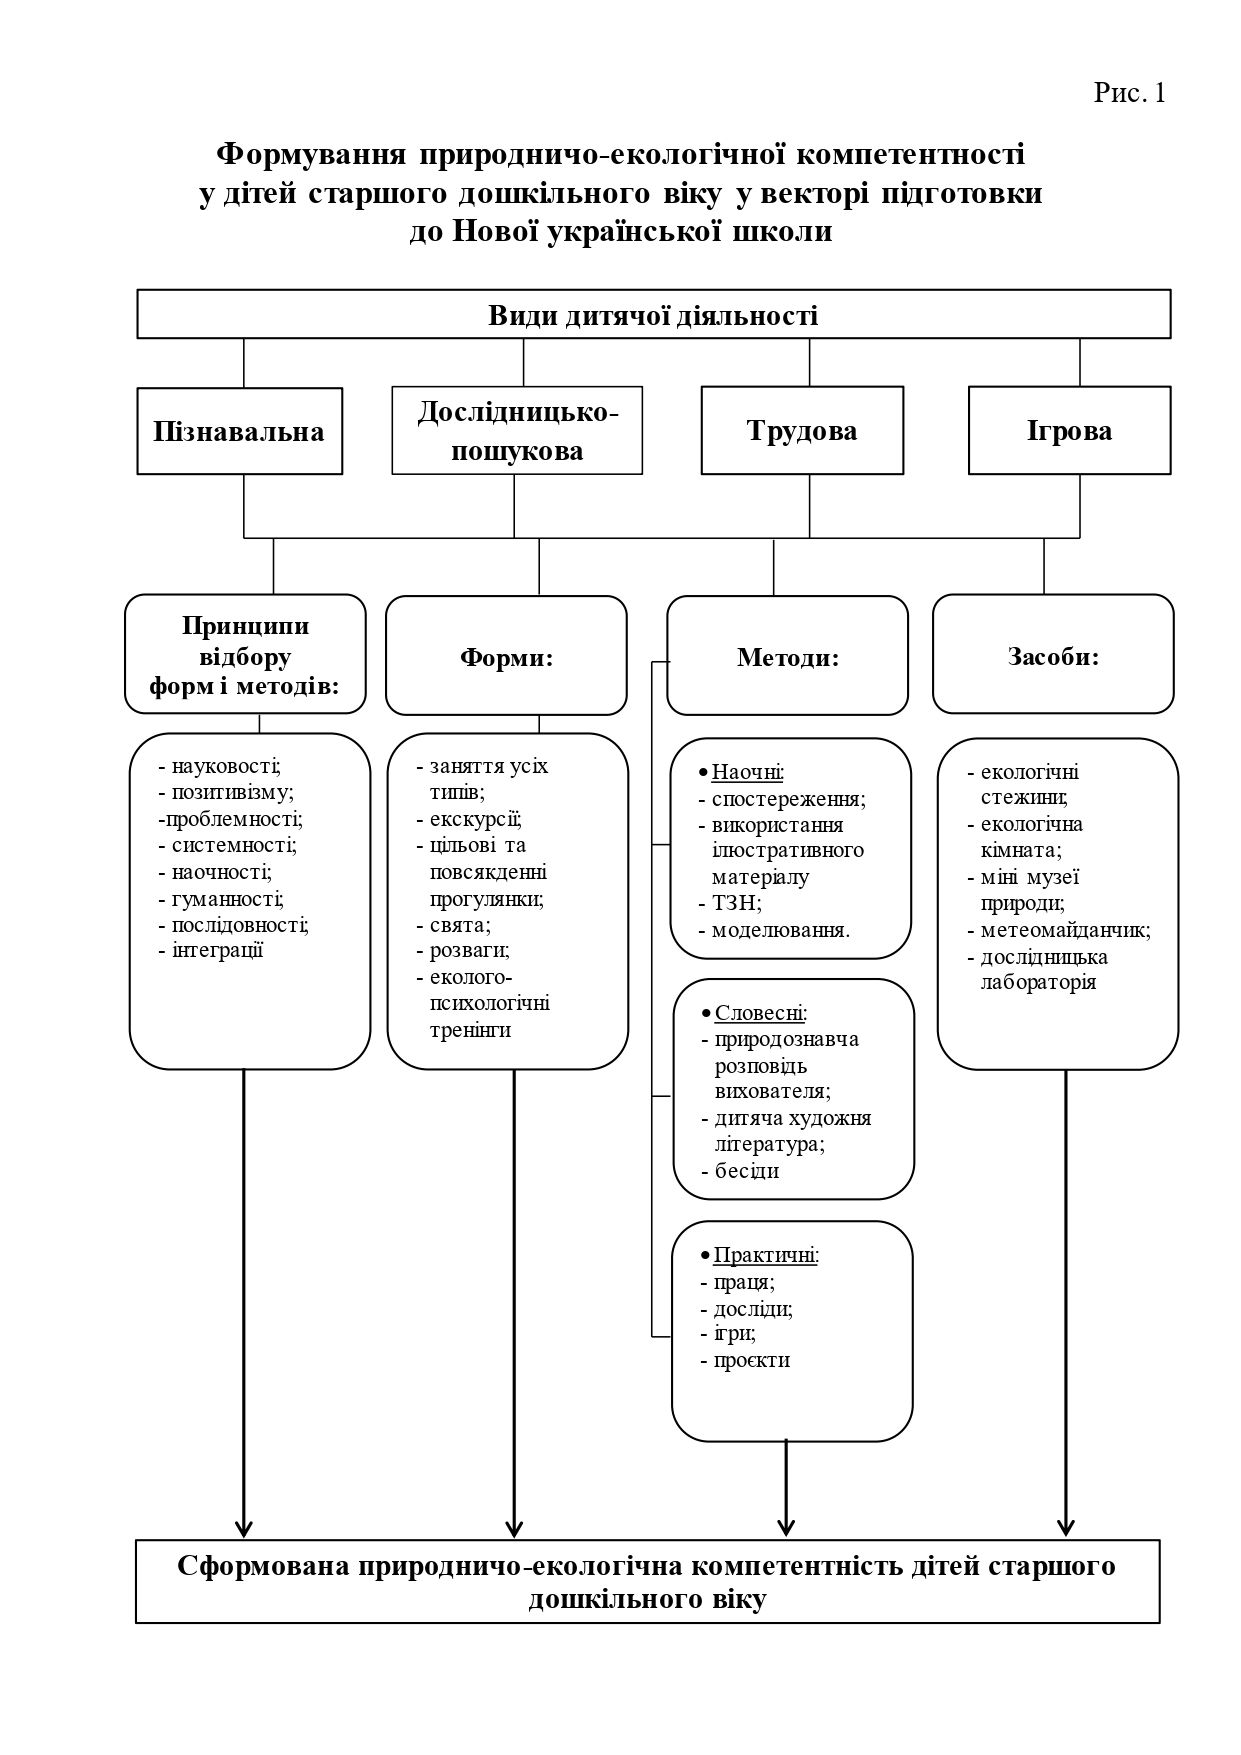 Рис. 1
Формування природничо-екологічної компетентності
у дітей старшого дошкільного віку у векторі підготовки
до Нової української школи
Види дитячої діяльності
Пізнавальна
Дослідницько-
пошукова
Трудова
Ігрова
Принципи
відбору
форм і методів:
Форми:
Методи:
Засоби:
- науковості;
- позитивізму;
-проблемності;
- системності;
- наочності;
- гуманності;
- послідовності;
- інтеграції
- заняття усіх
типів;
- екскурсії;
- цільові та
повсякденні
прогулянки;
- свята;
- розваги;
- еколого-
психологічні
тренінги
• Наочні:
- спостереження;
- використання
ілюстративного
матеріалу
- ТЗН;
- моделювання.
• Словесні:
- природознавча
розповідь
вихователя;
- дитяча художня
література;
- бесіди
• Практичні:
- праця;
- досліди;
- ігри;
- проєкти
- екологічні
стежини;
- екологічна
кімната;
- міні музеї
природи;
- метеомайданчик;
- дослідницька
лабораторія
Сформована природничо-екологічна компетентність дітей старшого
дошкільного віку